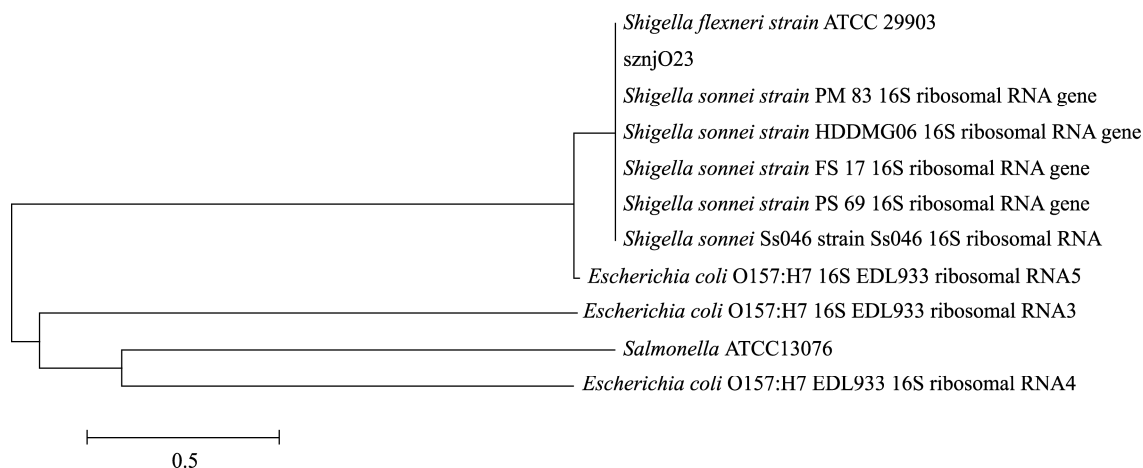 Shigella flexneri strain ATCC 29903
sznjO23
Shigella sonnei strain PM 83 16S ribosomal RNA gene
Shigella sonnei strain HDDMG06 16S ribosomal RNA gene
Shigella sonnei strain FS 17 16S ribosomal RNA gene
Shigella sonnei strain PS 69 16S ribosomal RNA gene
Shigella sonnei Ss046 strain Ss046 16S ribosomal RNA
Escherichia coli O157:H7 16S EDL933 ribosomal RNA5
Escherichia coli O157:H7 16S EDL933 ribosomal RNA3
Salmonella ATCC13076
Escherichia coli O157:H7 EDL933 16S ribosomal RNA4
0.5